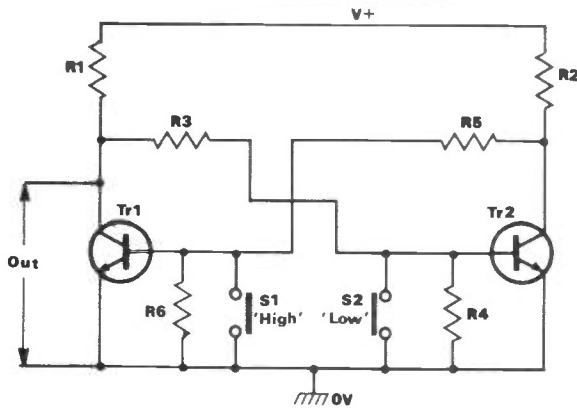 V+
R1
R2
R3
R5
Tr1
Tr2
Out
R6
S1
'High'
S2
'Low'
R4
0V